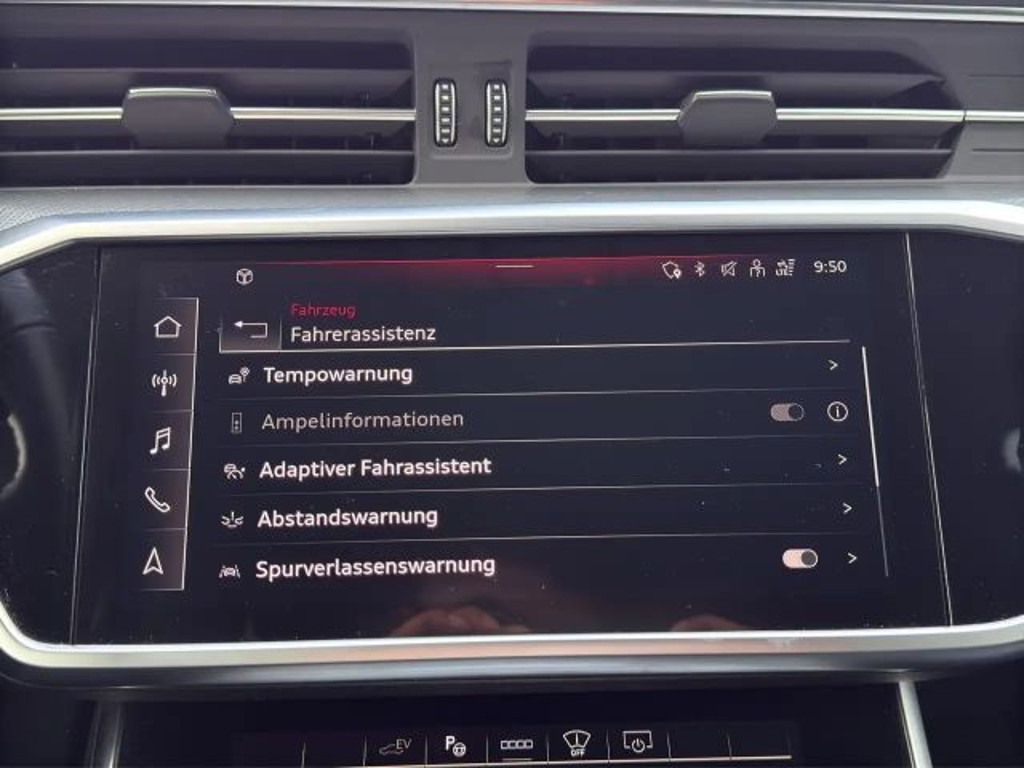 9:50
Fahrzeug
Fahrerassistenz
Tempowarnung
Ampelinformationen
Adaptiver Fahrassistent
Abstandswarnung
Spurverlassenswarnung
EV
P
OFF